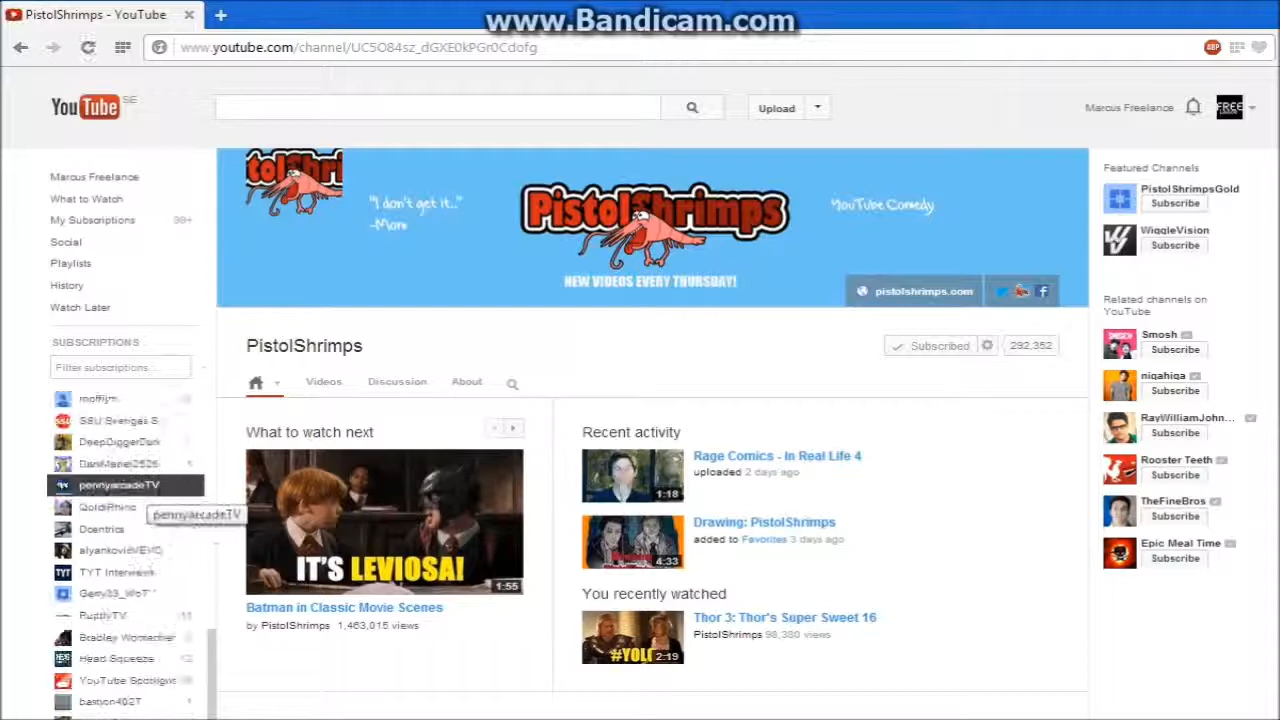 PistolShrimps - YouTube
www.Bandicam.com
www.youtube.com/channel/UC5O84sz_dGXE0kPGr0Cdofg
ABP
YouTube SE
Upload
Marcus Freelance
FREE
Marcus Freelance
What to Watch
My Subscriptions 99+
Social
Playlists
History
Watch Later
SUBSCRIPTIONS
Filter subscriptions...
DeepDiggerDark
pennyarcadeTV
pennyarcadeTV
Dcentrics
TYT Interviews
Head Squeeze
YouTube Spotlight
"I don't get it.."
-Mom
PistolShrimps
YouTube Comedy
NEW VIDEOS EVERY THURSDAY!
pistolshrimps.com
PistolShrimps
Subscribed 292,352
Videos Discussion About
What to watch next
IT'S LEVIOSA!
1:55
Batman in Classic Movie Scenes
by PistolShrimps 1,463,015 views
Recent activity
1:18
Rage Comics - In Real Life 4
uploaded 2 days ago
4:33
Drawing: PistolShrimps
added to Favorites 3 days ago
You recently watched
#YOLO
2:19
Thor 3: Thor's Super Sweet 16
PistolShrimps 98,380 views
Featured Channels
PistolShrimpsGold
Subscribe
WiggleVision
Subscribe
Related channels on
YouTube
Smosh
Subscribe
nigahiga
Subscribe
RayWilliamJohn...
Subscribe
Rooster Teeth
Subscribe
TheFineBros
Subscribe
Epic Meal Time
Subscribe